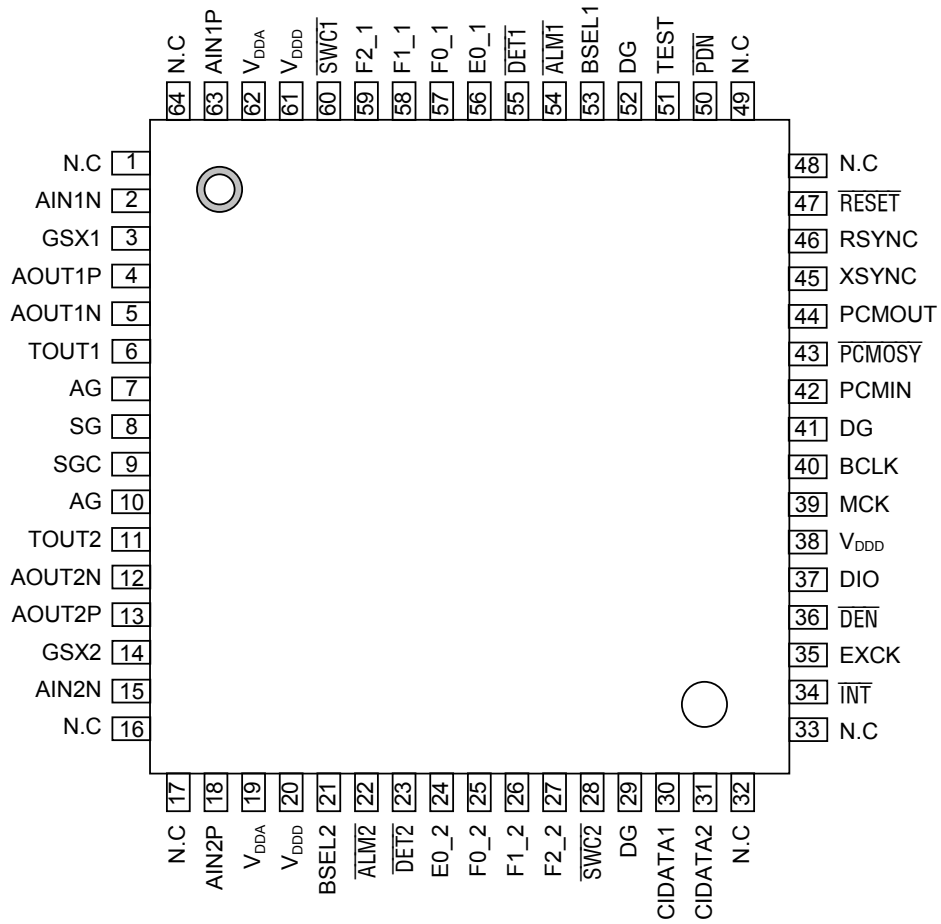 N.C AIN1P VDDA VDDD SWC1 F2_1 F1_1 F0_1 E0_1 DET1 ALM1 BSEL1 DG TEST PDN N.C
64 63 62 61 60 59 58 57 56 55 54 53 52 51 50 49
N.C 1
AIN1N 2
GSX1 3
AOUT1P 4
AOUT1N 5
TOUT1 6
AG 7
SG 8
SGC 9
AG 10
TOUT2 11
AOUT2N 12
AOUT2P 13
GSX2 14
AIN2N 15
N.C 16
48 N.C
47 RESET
46 RSYNC
45 XSYNC
44 PCMOUT
43 PCMOSY
42 PCMIN
41 DG
40 BCLK
39 MCK
38 VDDD
37 DIO
36 DEN
35 EXCK
34 INT
33 N.C
17 18 19 20 21 22 23 24 25 26 27 28 29 30 31 32
N.C AIN2P VDDA VDDD BSEL2 ALM2 DET2 E0_2 F0_2 F1_2 F2_2 SWC2 DG CIDATA1 CIDATA2 N.C